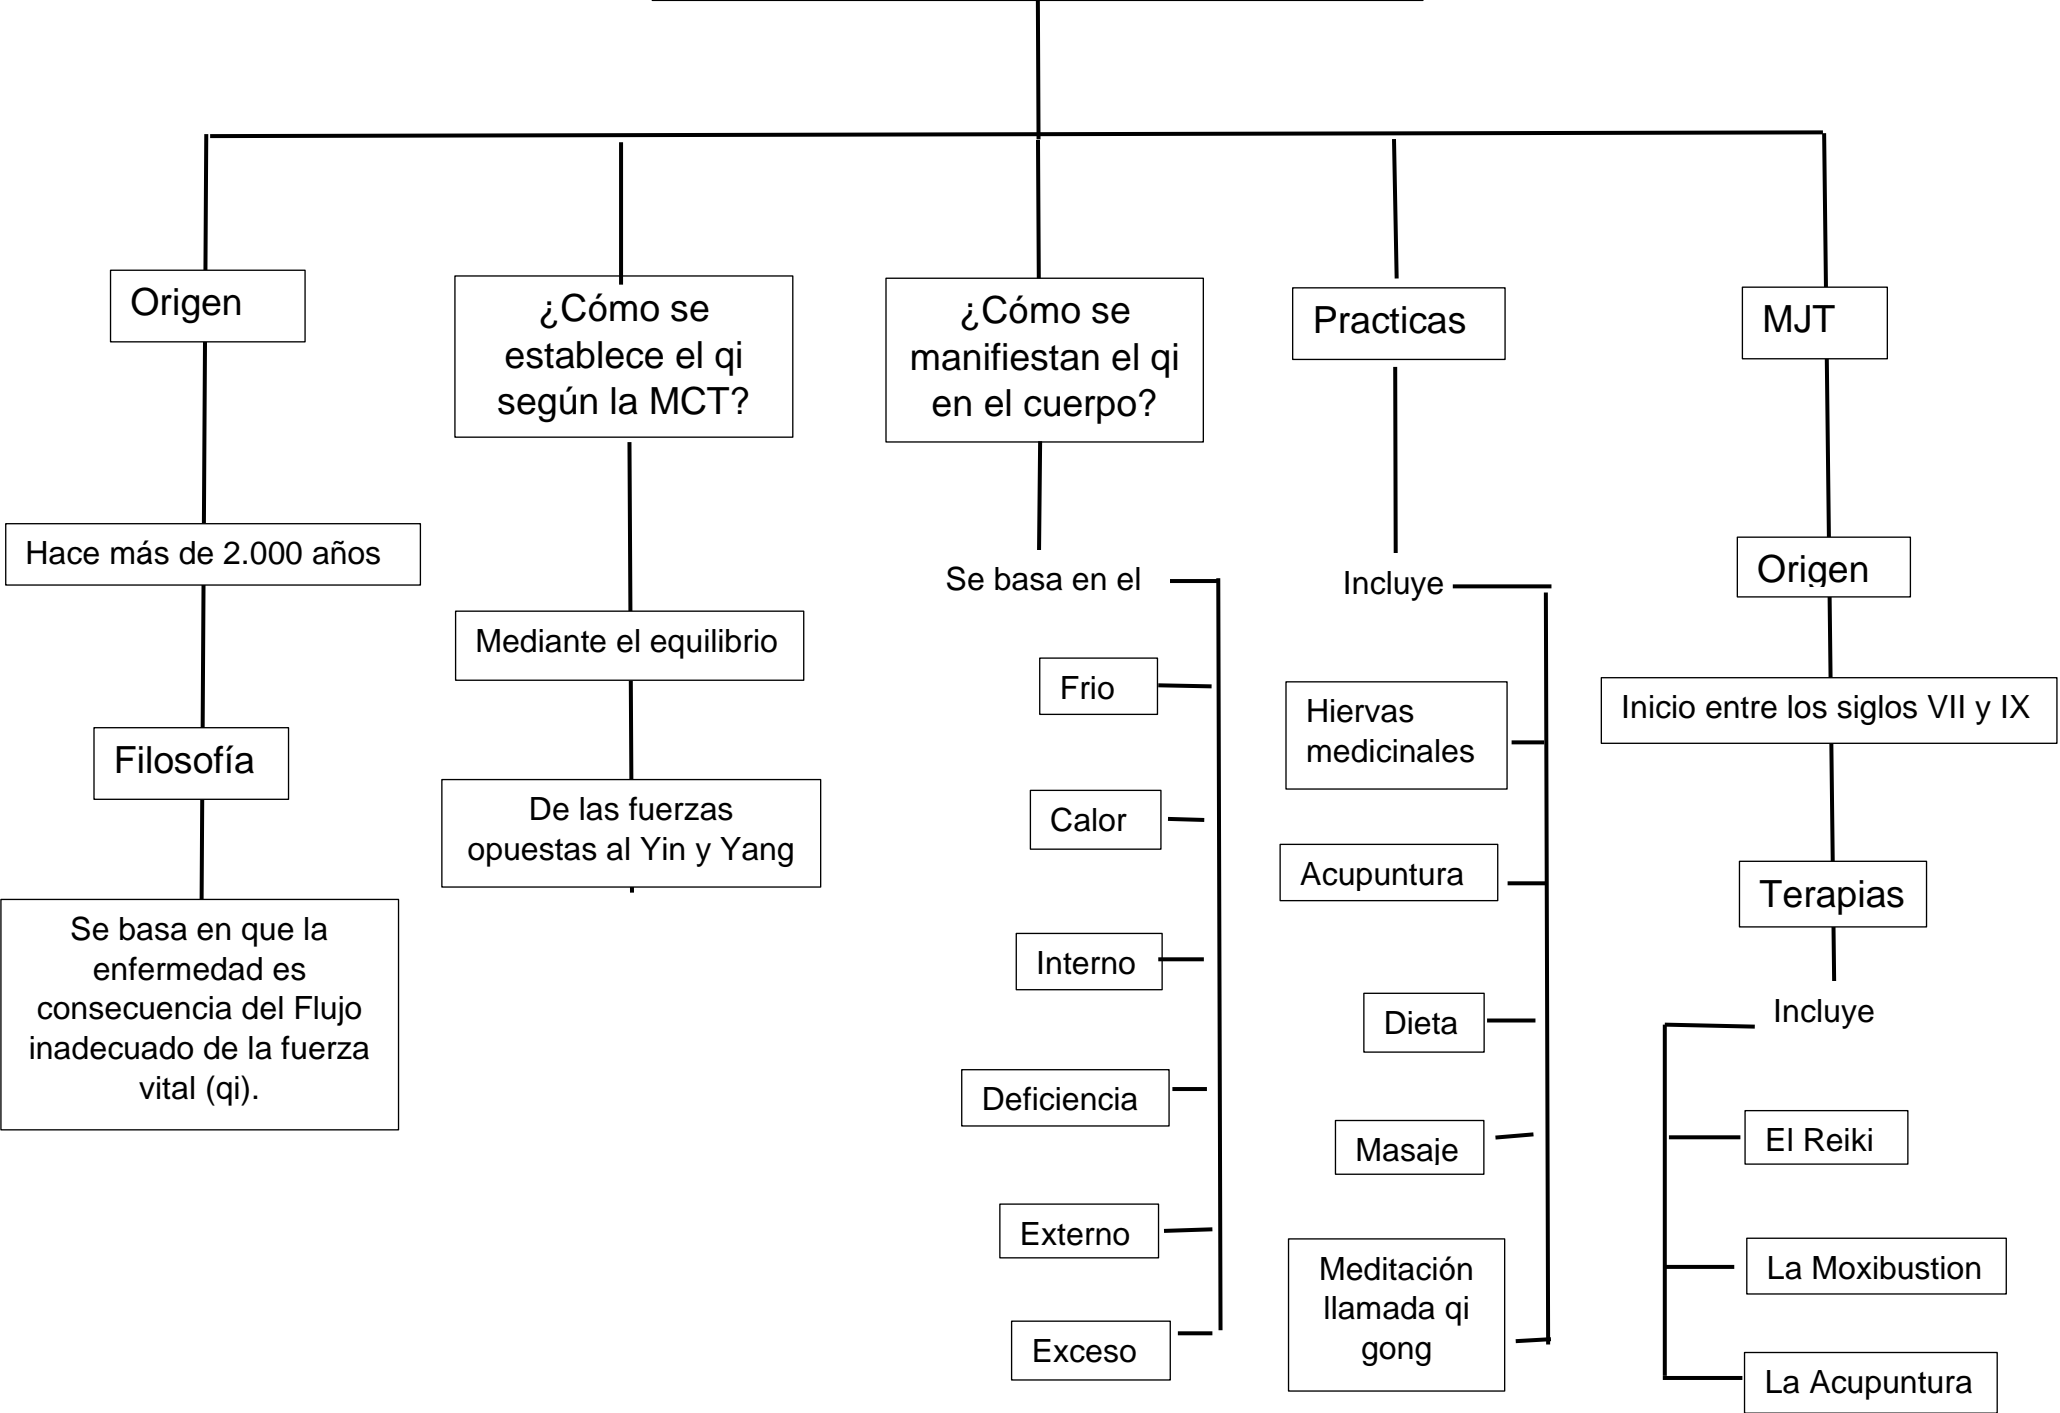 Origen
Hace más de 2.000 años
Filosofía
Se basa en que la
enfermedad es
consecuencia del Flujo
inadecuado de la fuerza
vital (qi).
¿Cómo se
establece el qi
según la MCT?
Mediante el equilibrio
De las fuerzas
opuestas al Yin y Yang
¿Cómo se
manifiestan el qi
en el cuerpo?
Se basa en el
Frio
Calor
Interno
Deficiencia
Externo
Exceso
Practicas
Incluye
Hiervas
medicinales
Acupuntura
Dieta
Masaje
Meditación
llamada qi
gong
MJT
Origen
Inicio entre los siglos VII y IX
Terapias
Incluye
El Reiki
La Moxibustion
La Acupuntura